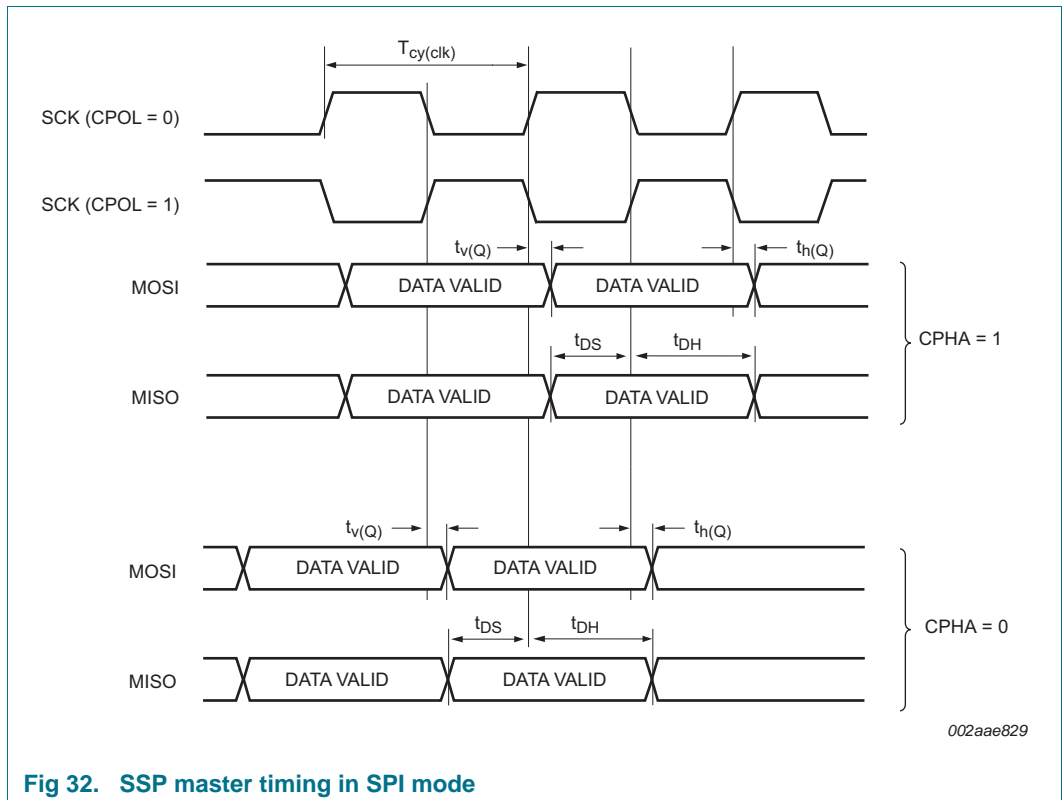 Tcy(clk)
SCK (CPOL = 0)
SCK (CPOL = 1)
tv(Q)
th(Q)
MOSI
DATA VALID
DATA VALID
tDS
tDH
CPHA = 1
MISO
DATA VALID
DATA VALID
tv(Q)
th(Q)
MOSI
DATA VALID
DATA VALID
tDS
tDH
CPHA = 0
MISO
DATA VALID
DATA VALID
002aae829
Fig 32. SSP master timing in SPI mode